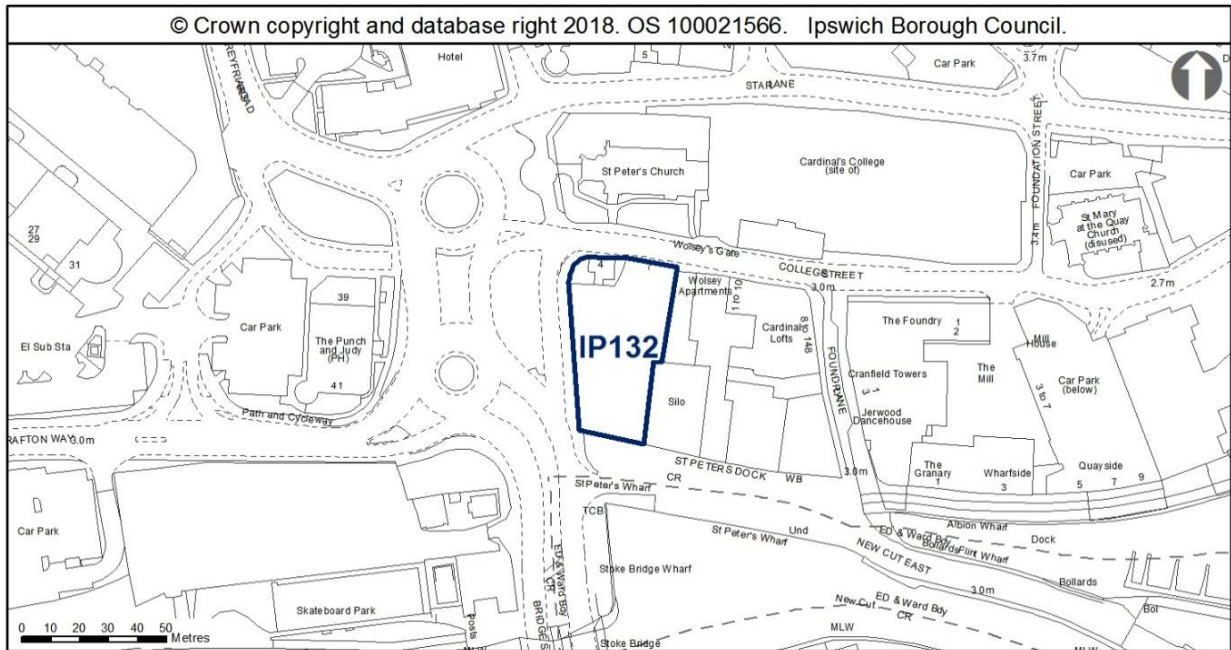 © Crown copyright and database right 2018. OS 100021566. Ipswich Borough Council.
Hotel
5
Car Park
3.7m
STAR LANE
FOUNDATION STREET
St Peter's Church
Cardinal's College
(site of)
Car Park
St Mary
at the Quay
Church
(disused)
3.4m
27
29
31
Wolsey's Gate
COLLEGE STREET
3.0m
2.7m
4
Wolsey
Apartments
1 to 10
39
Car Park
The Punch
and Judy
(PH)
41
El Sub Sta
IP132
Cardinal
Lofts
8 to 148
The Foundry
1
2
Mill
House
Cranfield Towers
1
3
The
Mill
Car Park
(below)
3 to 7
Jerwood
Dancehouse
Silo
Path and Cycleway
RAFTON WAY
3.0m
ST PETERS DOCK
WB
3.0m
The
Granary
1
Wharfside
3
Quayside
5
7
9
CR
St Peter's Wharf
TCB
Car Park
St Peter's Wharf
Und
Albion Wharf
Dock
ED & Ward Bdy
Bollards
Flint Wharf
NEW CUT EAST
Stoke Bridge Wharf
3.0m
Bollards
ED & Ward Bdy
CR
BRIDGE S
Skateboard Park
Posts
New Cut
ED & Ward Bdy
CR
Bol
MLW
MLW
Stoke Bridge
0 10 20 30 40 50
Metres